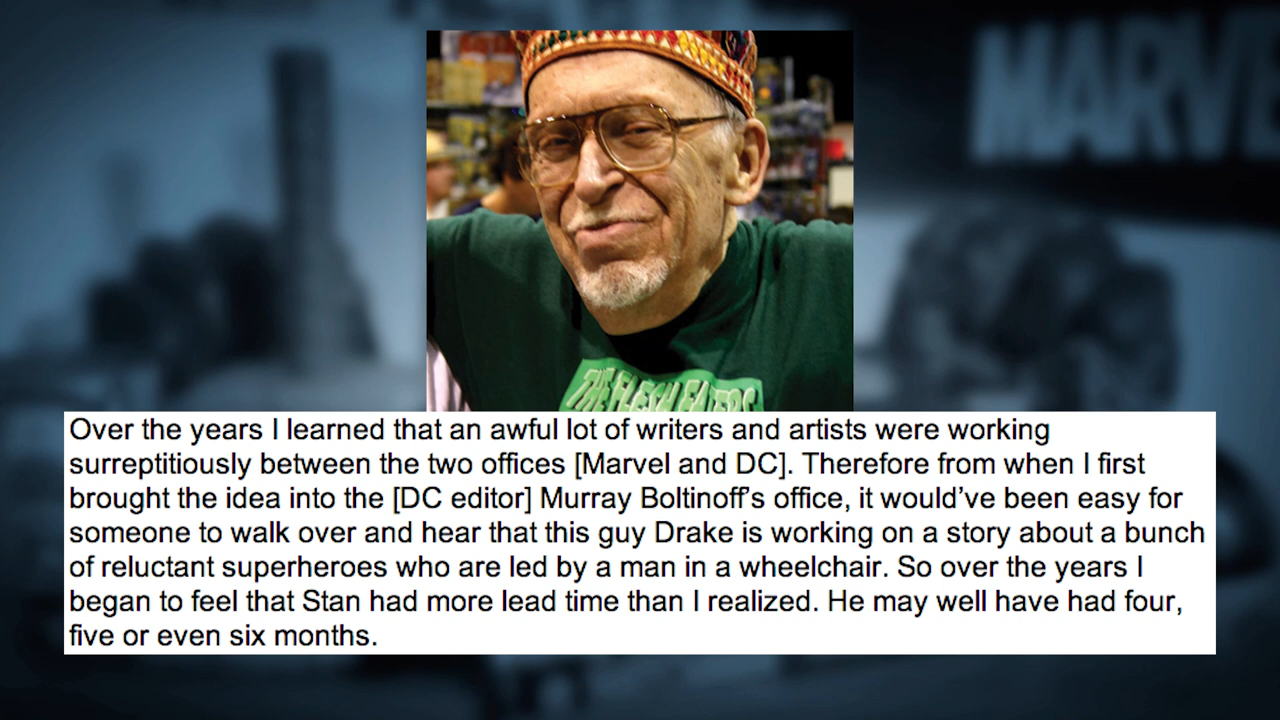 MARVE
THE FLESH EATERS
Over the years I learned that an awful lot of writers and artists were working
surreptitiously between the two offices [Marvel and DC]. Therefore from when I first
brought the idea into the [DC editor] Murray Boltinoff’s office, it would’ve been easy for
someone to walk over and hear that this guy Drake is working on a story about a bunch
of reluctant superheroes who are led by a man in a wheelchair. So over the years I
began to feel that Stan had more lead time than I realized. He may well have had four,
five or even six months.